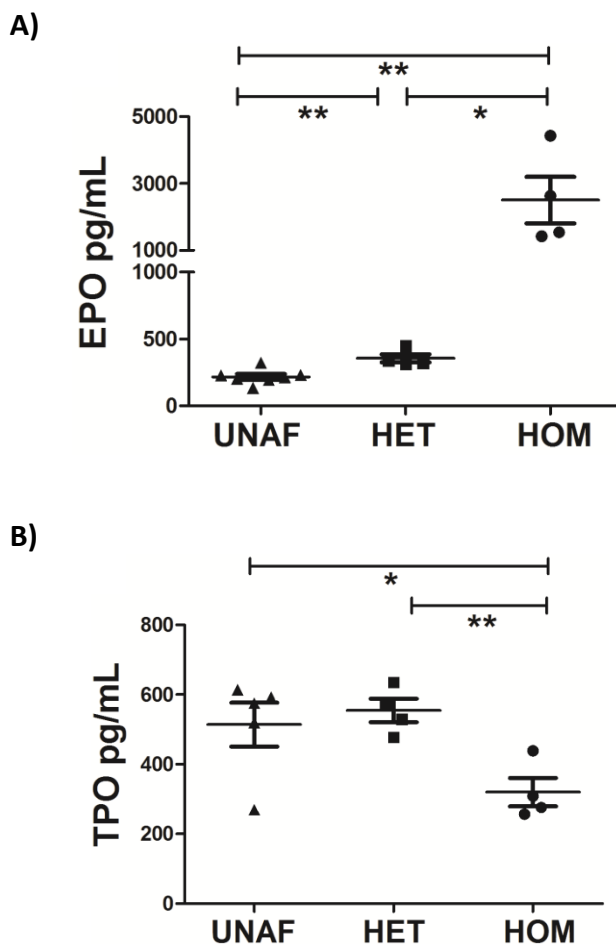 A)
**
** *
EPO pg/mL
5000
3000
1000
1000
500
0
UNAF HET HOM
B)
*
**
TPO pg/mL
800
600
400
200
0
UNAF HET HOM